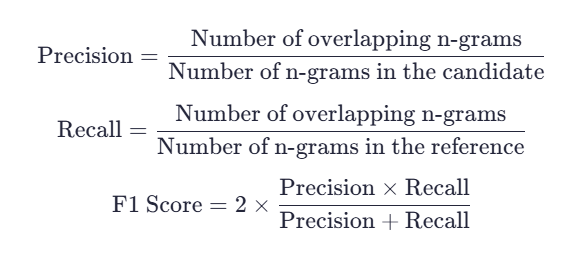 Precision = Number of overlapping n-grams / Number of n-grams in the candidate
Recall = Number of overlapping n-grams / Number of n-grams in the reference
F1 Score = 2 × Precision × Recall / Precision + Recall